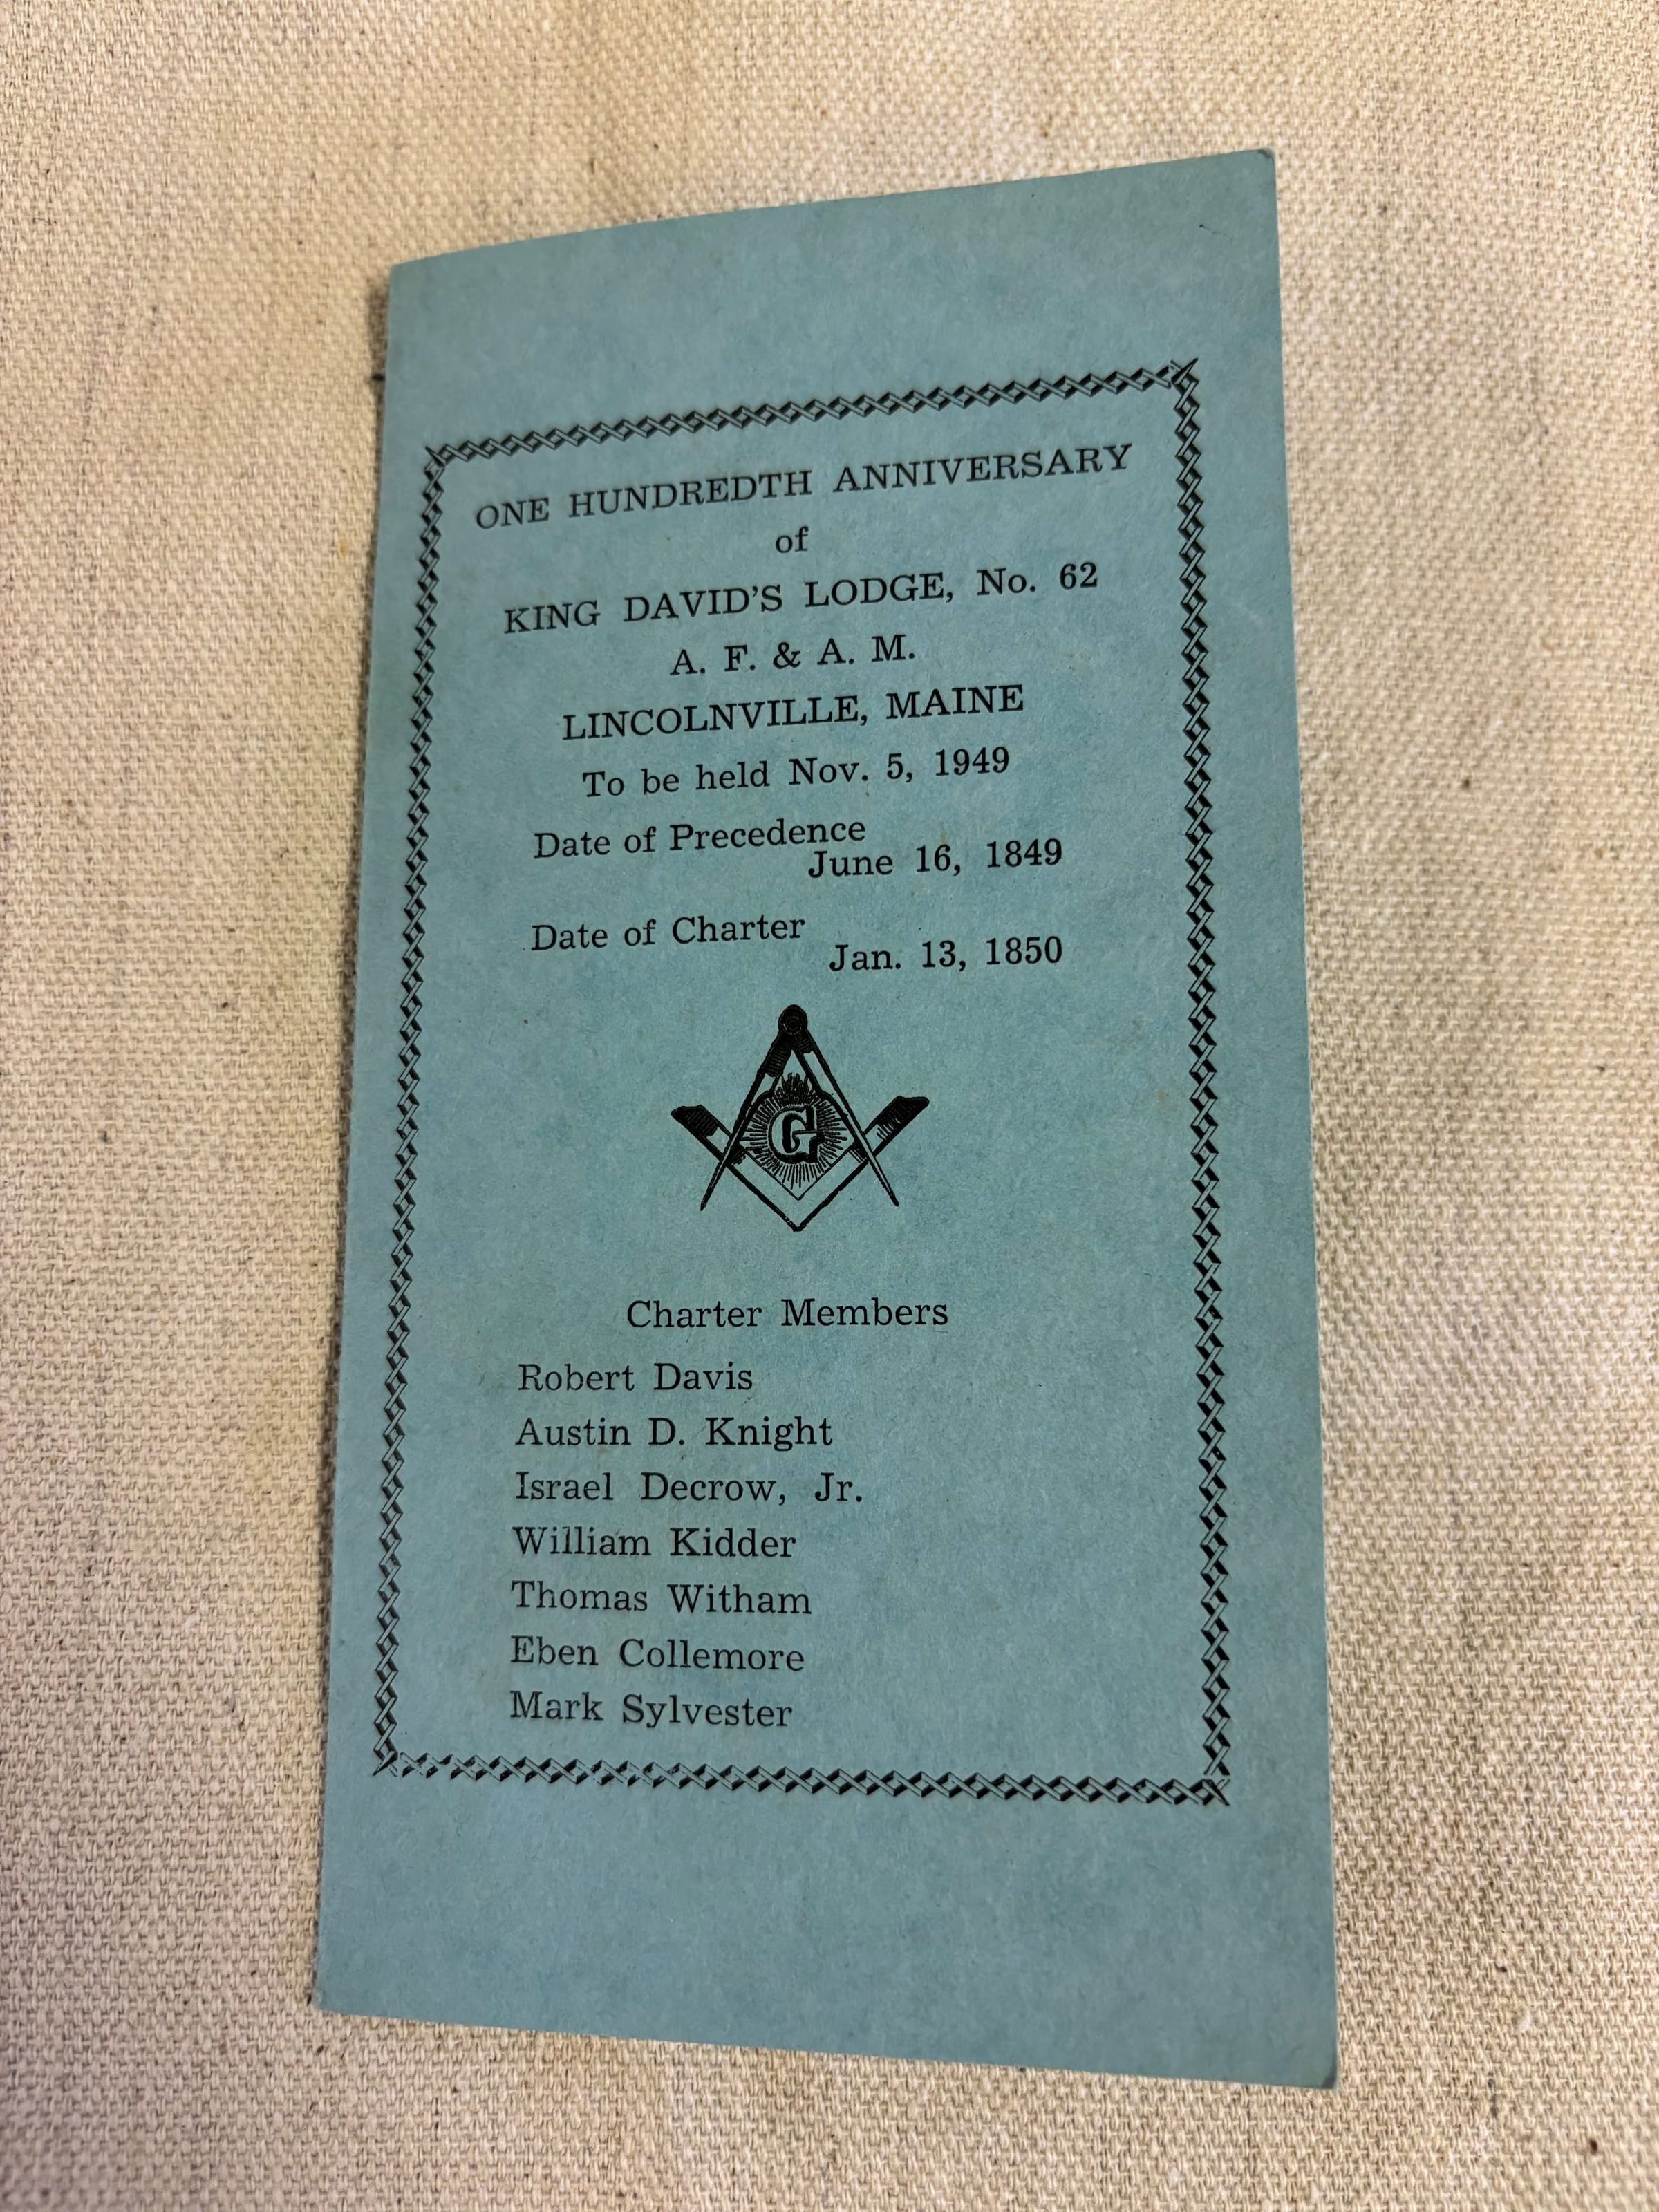 ONE HUNDREDTH ANNIVERSARY
of
KING DAVID'S LODGE, No. 62
A. F. & A. M.
LINCOLNVILLE, MAINE
To be held Nov. 5, 1949
Date of Precedence
June 16, 1849
Date of Charter
Jan. 13, 1850
G
Charter Members
Robert Davis
Austin D. Knight
Israel Decrow, Jr.
William Kidder
Thomas Witham
Eben Collemore
Mark Sylvester